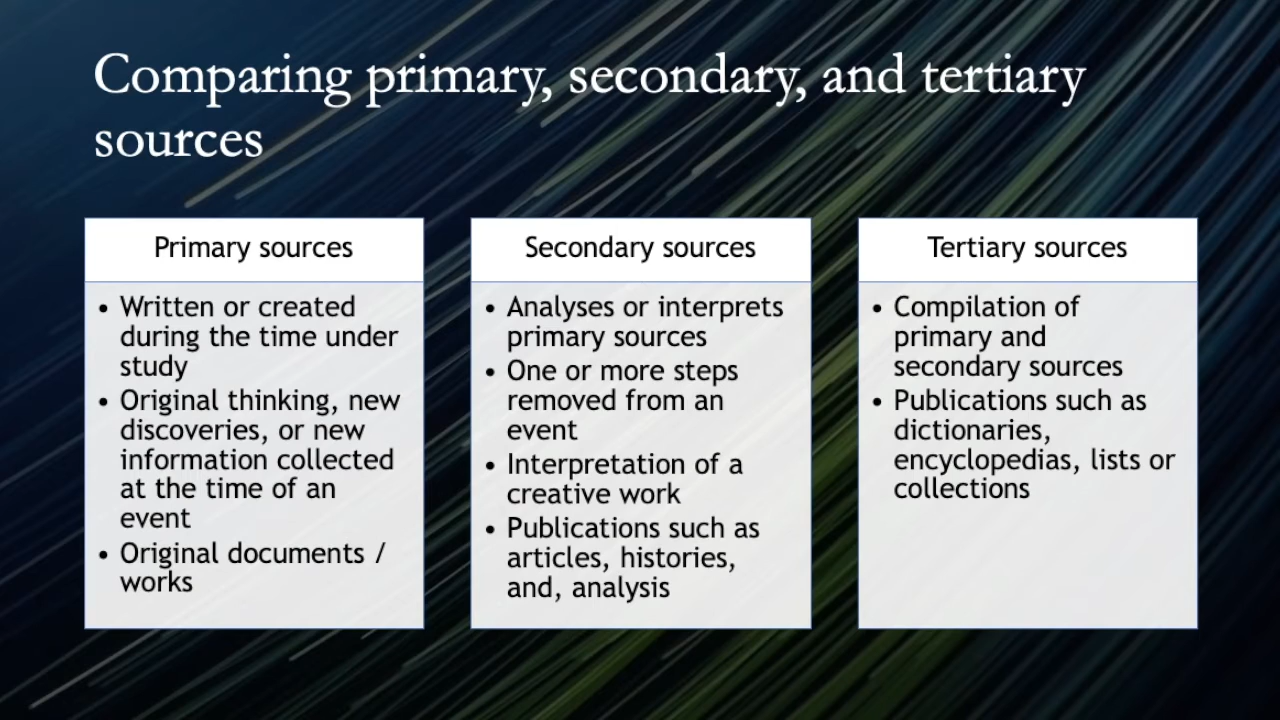 Comparing primary, secondary, and tertiary
sources
Primary sources
• Written or created
during the time under
study
• Original thinking, new
discoveries, or new
information collected
at the time of an
event
• Original documents /
works
Secondary sources
• Analyses or interprets
primary sources
• One or more steps
removed from an
event
• Interpretation of a
creative work
• Publications such as
articles, histories,
and, analysis
Tertiary sources
• Compilation of
primary and
secondary sources
• Publications such as
dictionaries,
encyclopedias, lists or
collections